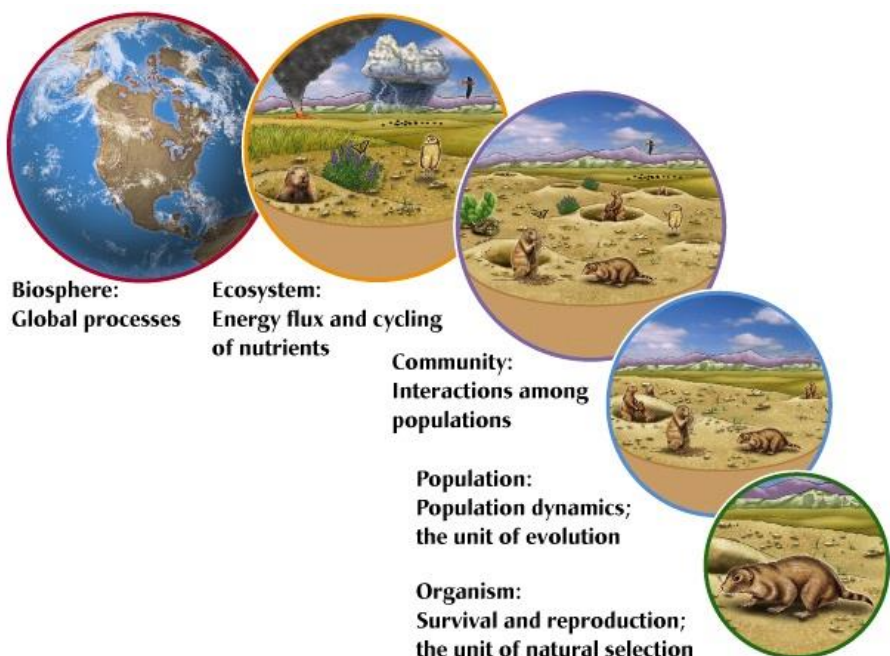 Biosphere:
Global processes
Ecosystem:
Energy flux and cycling
of nutrients
Community:
Interactions among
populations
Population:
Population dynamics;
the unit of evolution
Organism:
Survival and reproduction;
the unit of natural selection